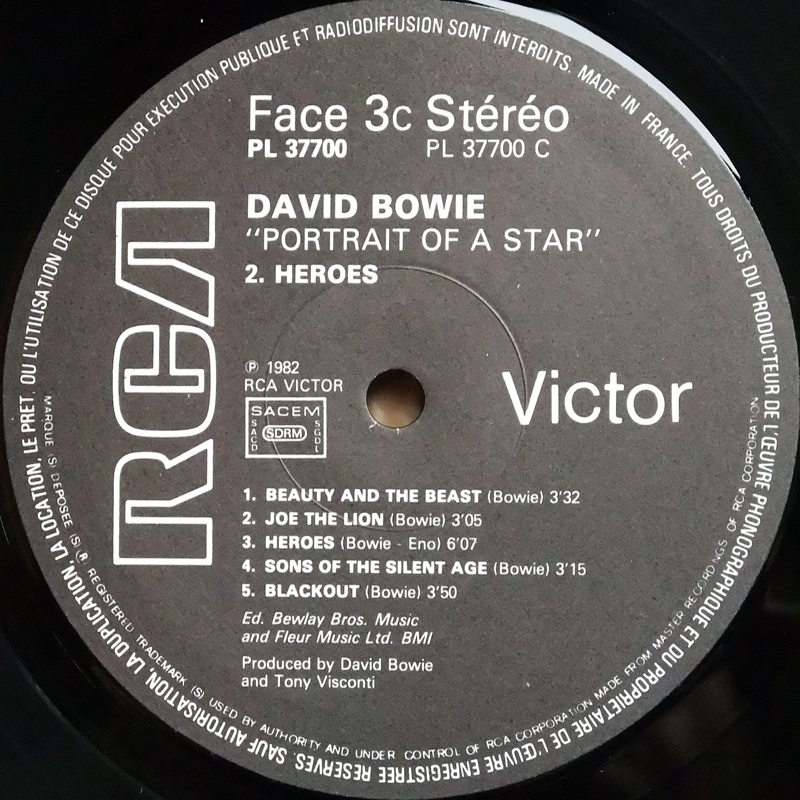 Face 3c Stéréo
PL 37700 PL 37700 C
DAVID BOWIE
"PORTRAIT OF A STAR"
2. HEROES
RCA
Ⓟ 1982
RCA VICTOR
SACEM
SACD SDRM SGDL
Victor
1. BEAUTY AND THE BEAST (Bowie) 3'32
2. JOE THE LION (Bowie) 3'05
3. HEROES (Bowie - Eno) 6'07
4. SONS OF THE SILENT AGE (Bowie) 3'15
5. BLACKOUT (Bowie) 3'50
Ed. Bewlay Bros. Music
and Fleur Music Ltd. BMI
Produced by David Bowie
and Tony Visconti
MADE IN FRANCE. TOUS DROITS DU PRODUCTEUR DE L'ŒUVRE PHONOGRAPHIQUE ET DU PROPRIETAIRE DE L'ŒUVRE ENREGISTREE RESERVES. SAUF AUTORISATION, LA DUPLICATION, LA LOCATION, LE PRET, OU L'UTILISATION DE CE DISQUE POUR EXECUTION PUBLIQUE ET RADIODIFFUSION SONT INTERDITS.
MARQUE (S) DEPOSEE (S) ®. REGISTERED TRADEMARK (S) USED BY AUTHORITY AND UNDER CONTROL OF RCA CORPORATION MADE FROM MASTER RECORDINGS OF RCA CORPORATION